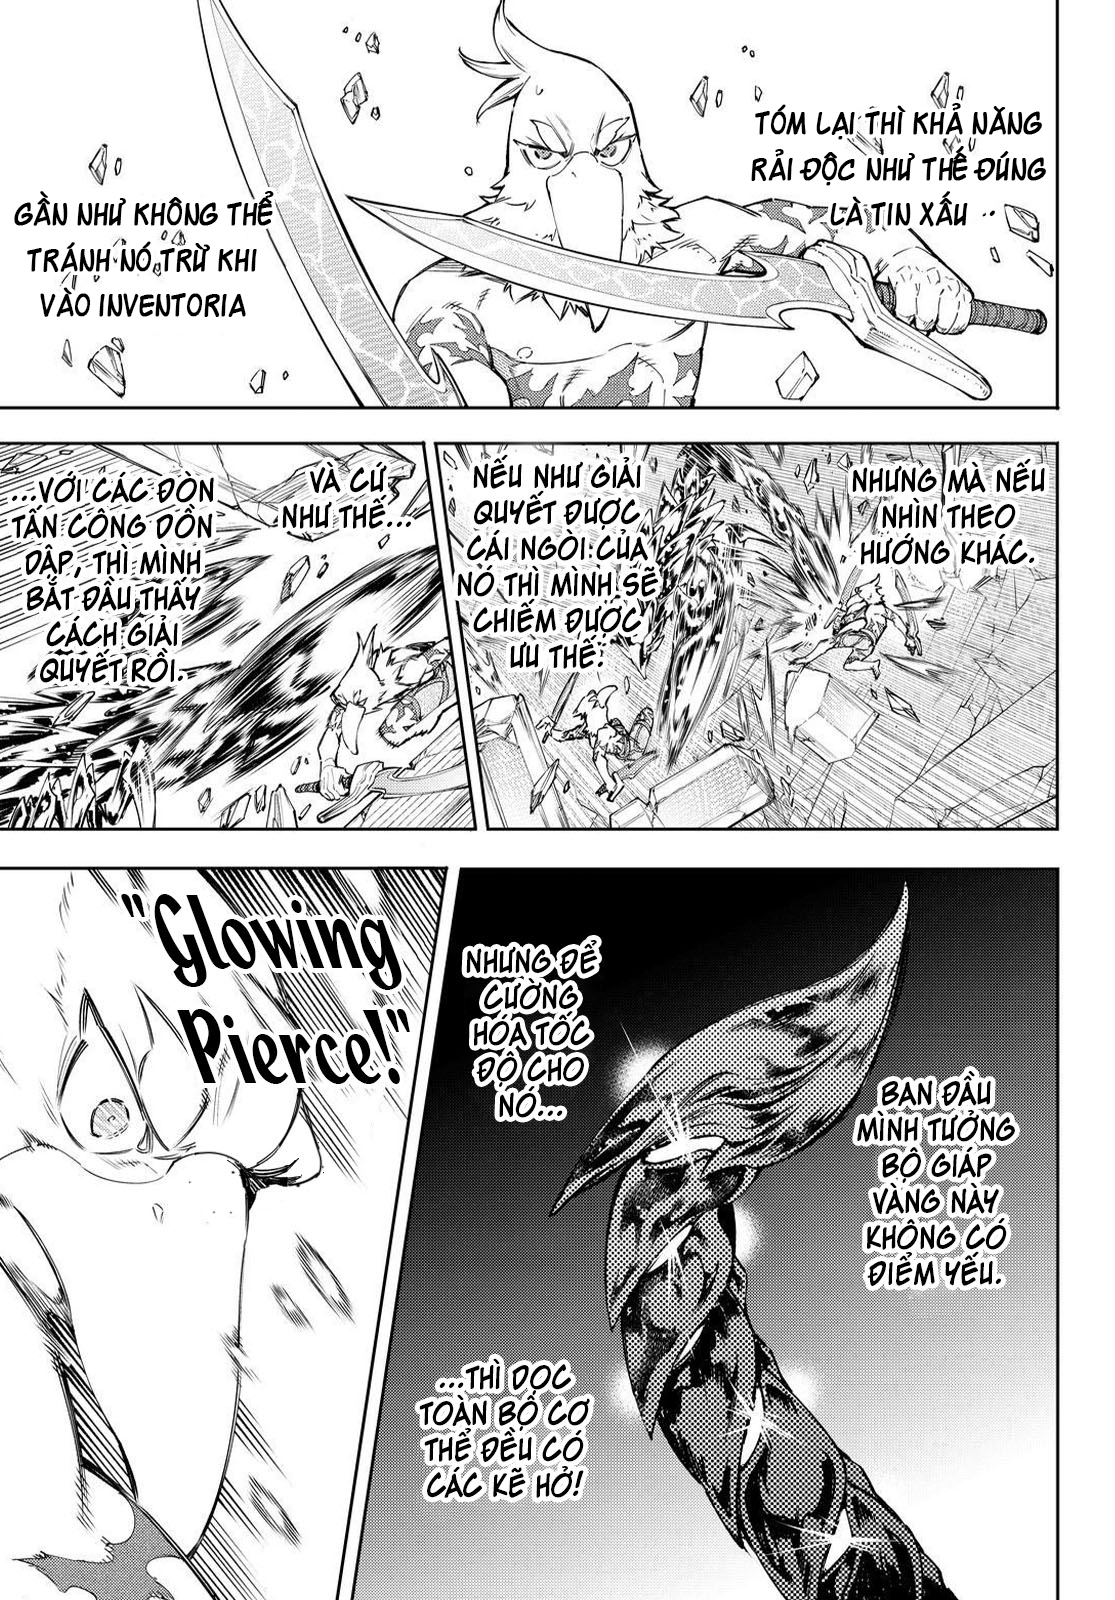 TÓM LẠI THÌ KHẢ NĂNG
RẢI ĐỘC NHƯ THẾ ĐÚNG
LÀ TIN XẤU
GẦN NHƯ KHÔNG THỂ
TRÁNH NÓ TRỪ KHI
VÀO INVENTORIA
NHƯNG MÀ NẾU
NHÌN THEO
HƯỚNG KHÁC.
NẾU NHƯ GIẢI
QUYẾT ĐƯỢC
CÁI NGÒI CỦA
NÓ THÌ MÌNH SẼ
CHIẾM ĐƯỢC
ƯU THẾ.
VÀ CỨ
NHƯ THẾ...
...VỚI CÁC ĐÒN
TẤN CÔNG DỒN
DẬP, THÌ MÌNH
BẮT ĐẦU THẤY
CÁCH GIẢI
QUYẾT RỒI.
BAN ĐẦU
MÌNH TƯỞNG
BỘ GIÁP
VÀNG NÀY
KHÔNG CÓ
ĐIỂM YẾU.
NHƯNG ĐỂ
CƯỜNG
HÓA TỐC
ĐỘ CHO
NÓ...
...THÌ DỌC
TOÀN BỘ CƠ
THỂ ĐỀU CÓ
CÁC KẼ HỞ!
"Glowing
Pierce!"